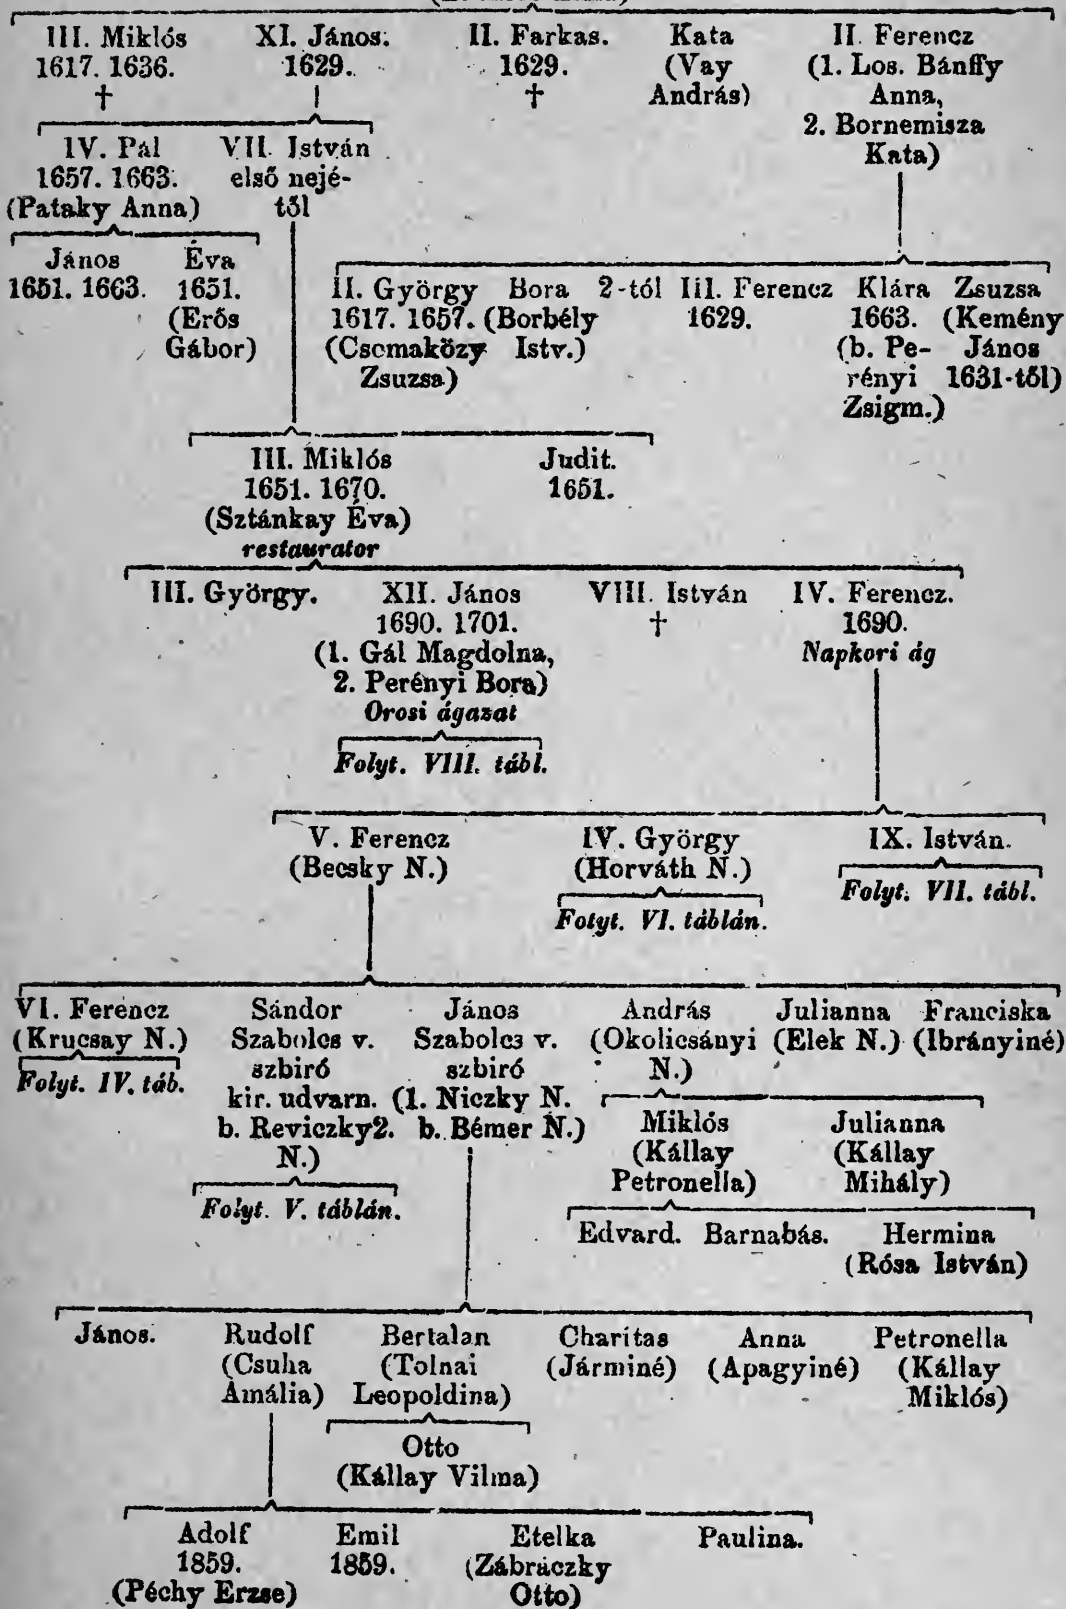 III. Miklós XI. János. II. Farkas. Kata II. Ferencz
1617. 1636. 1629. 1629. (Vay (1. Los. Bánffy
† † András) Anna,
2. Bornemisza
IV. Pál VII. István Kata)
1657. 1663. első nejé-
(Pataky Anna) től
János Éva
1651. 1663. 1651. II. György Bora 2-tól III. Ferencz Klára Zsuzsa
(Erős 1617. 1657. (Borbély 1629. 1663. (Kemény
Gábor) (Csomaközy Istv.) (b. Pe- János
Zsuzsa) rényi 1631-től)
Zsigm.)
III. Miklós Judit.
1651. 1670. 1651.
(Sztánkay Éva)
restaurator
III. György. XII. János VIII. István IV. Ferencz.
1690. 1701. † 1690.
(1. Gál Magdolna, Napkori ág
2. Perényi Bora)
Orosi ágazat
Folyt. VIII. tábl.
V. Ferencz IV. György IX. István.
(Becsky N.) (Horváth N.)
Folyt. VI. táblán. Folyt. VII. tábl.
VI. Ferencz Sándor János András Julianna Franciska
(Krucsay N.) Szabolcs v. Szabolcs v. (Okolicsányi (Elek N.) (Ibrányiné)
Folyt. IV. táb. szbiró szbiró N.)
kir. udvarn. (1. Niczky N. Miklós Julianna
b. Reviczky 2. b. Bémer N.) (Kállay (Kállay
N.) Petronella) Mihály)
Folyt. V. táblán.
Edvard. Barnabás. Hermina
(Rósa István)
János. Rudolf Bertalan Charitas Anna Petronella
(Csuha (Tolnai (Járminé) (Apagyiné) (Kállay
Amália) Leopoldina) Miklós)
Otto
(Kállay Vilma)
Adolf Emil Etelka Paulina.
1859. 1859. (Zábráczky
(Péchy Erzse) Otto)